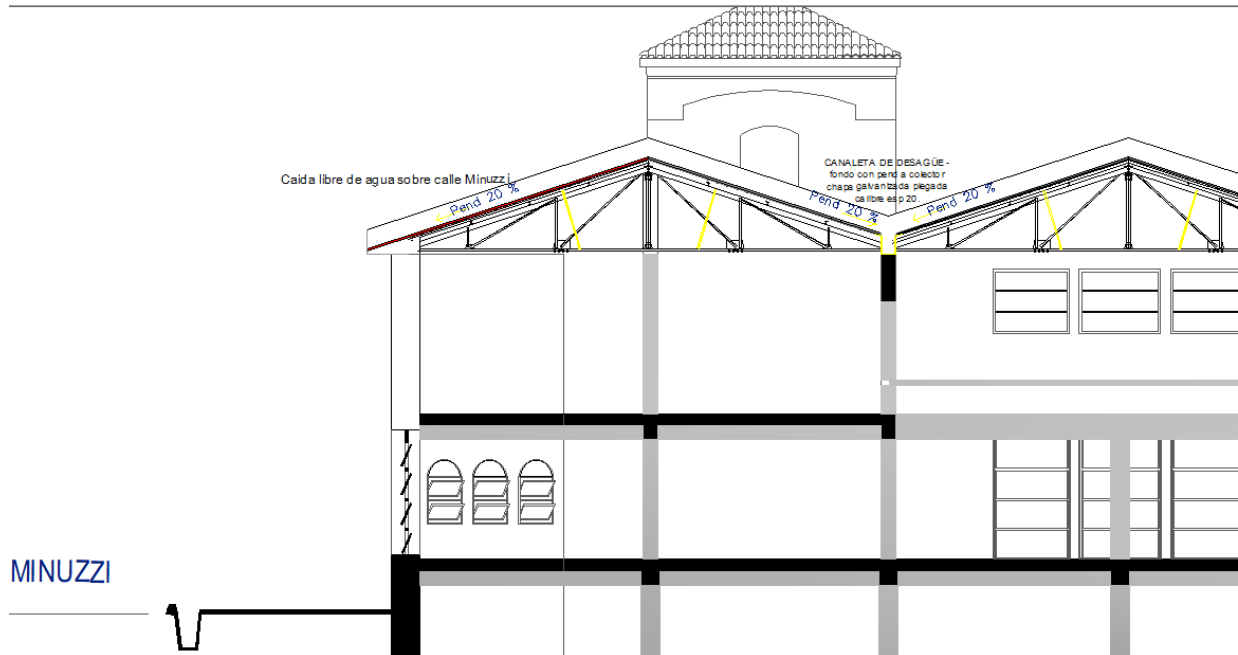 CANALETA DE DESAGÜE -
fondo con pend a colector
chapa galvanizada plegada
calibre esp 20.
Caida libre de agua sobre calle Minuzzi
Pend 20 %
Pend 20 %
Pend 20 %
MINUZZI